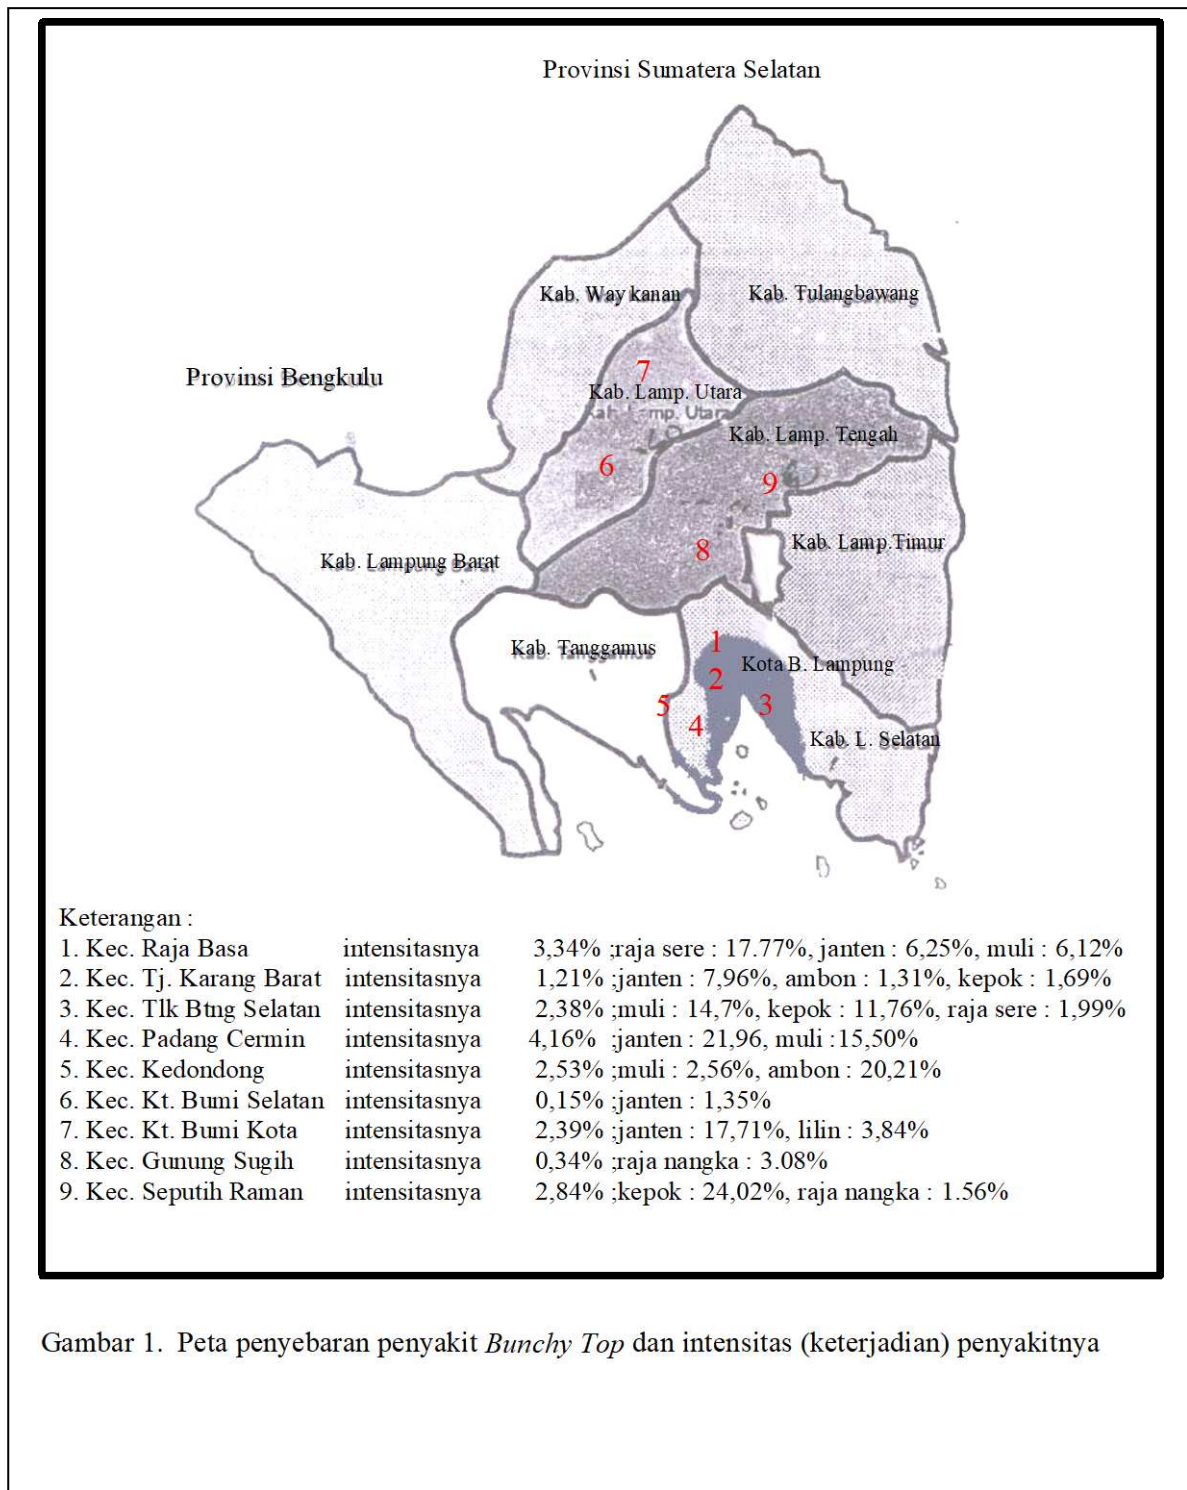 Provinsi Sumatera Selatan
Kab. Way kanan
Kab. Tulangbawang
Provinsi Bengkulu
7
Kab. Lamp. Utara
Kab. Lamp. Tengah
6
9
Kab. Lampung Barat
8
Kab. Lamp.Timur
Kab. Tanggamus
1
Kota B. Lampung
2
5
3
4
Kab. L. Selatan
Keterangan :
1. Kec. Raja Basa intensitasnya 3,34% ;raja sere : 17.77%, janten : 6,25%, muli : 6,12%
2. Kec. Tj. Karang Barat intensitasnya 1,21% ;janten : 7,96%, ambon : 1,31%, kepok : 1,69%
3. Kec. Tlk Btng Selatan intensitasnya 2,38% ;muli : 14,7%, kepok : 11,76%, raja sere : 1,99%
4. Kec. Padang Cermin intensitasnya 4,16% ;janten : 21,96, muli :15,50%
5. Kec. Kedondong intensitasnya 2,53% ;muli : 2,56%, ambon : 20,21%
6. Kec. Kt. Bumi Selatan intensitasnya 0,15% ;janten : 1,35%
7. Kec. Kt. Bumi Kota intensitasnya 2,39% ;janten : 17,71%, lilin : 3,84%
8. Kec. Gunung Sugih intensitasnya 0,34% ;raja nangka : 3.08%
9. Kec. Seputih Raman intensitasnya 2,84% ;kepok : 24,02%, raja nangka : 1.56%
Gambar 1. Peta penyebaran penyakit Bunchy Top dan intensitas (keterjadian) penyakitnya